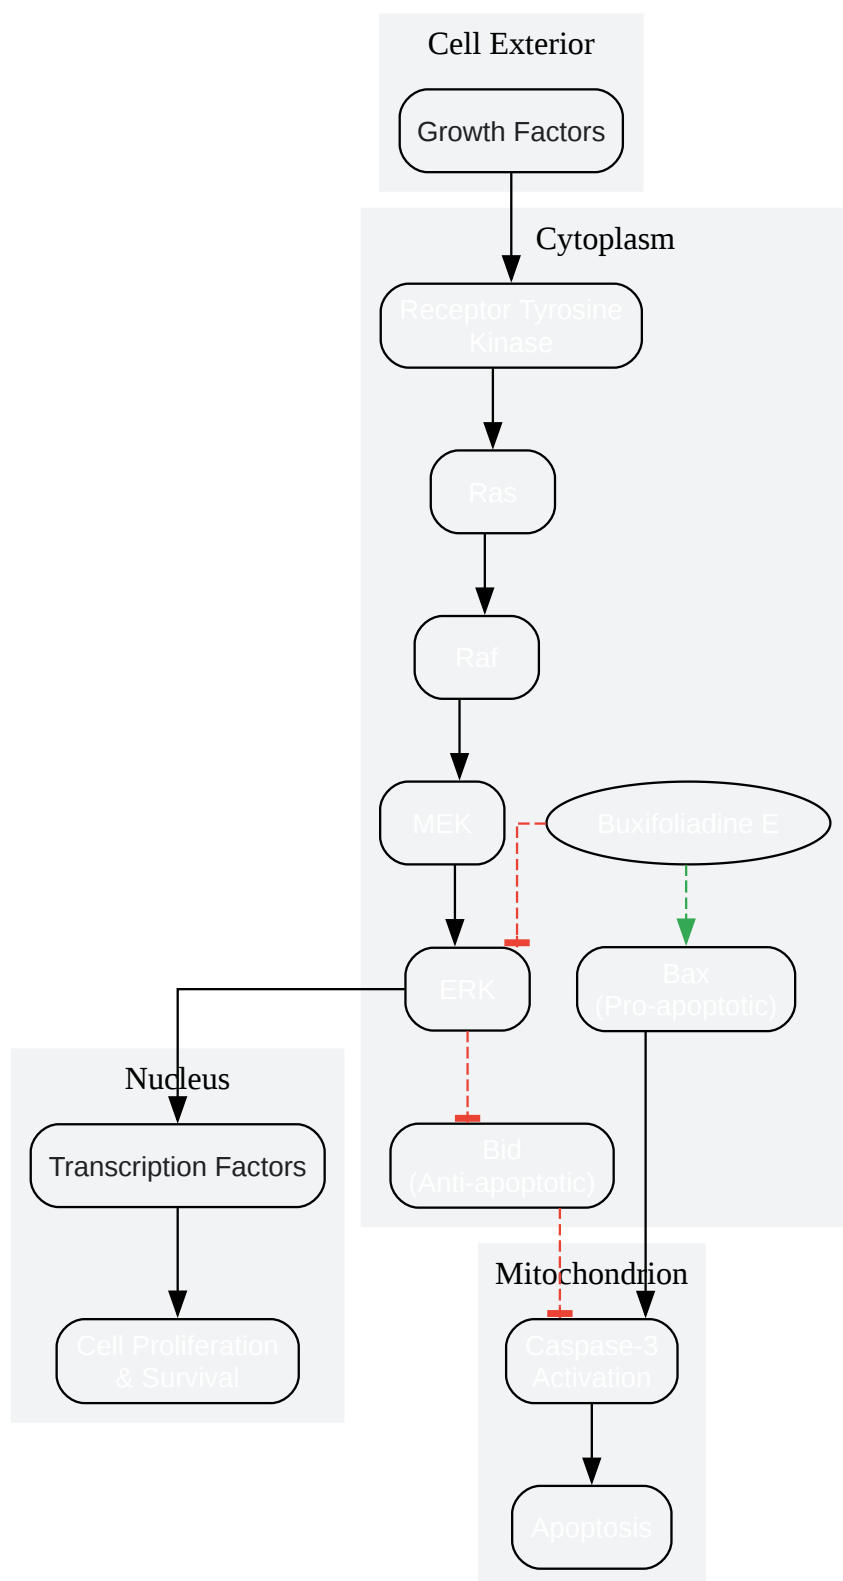 Cell Exterior
Growth Factors
Cytoplasm
Receptor Tyrosine
Kinase
Ras
Raf
MEK
Buxifoliadine E
ERK
Bax
(Pro-apoptotic)
Nucleus
Transcription Factors
Bid
(Anti-apoptotic)
Mitochondrion
Cell Proliferation
& Survival
Caspase-3
Activation
Apoptosis